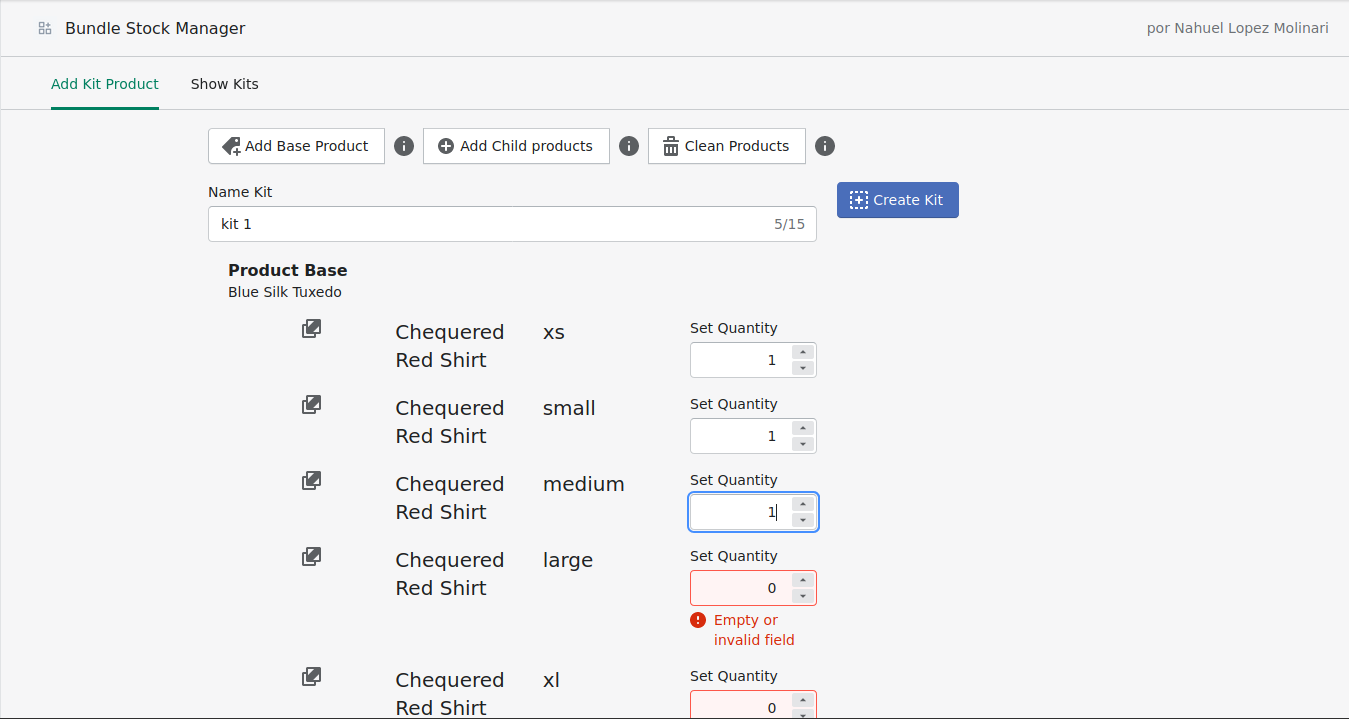 Bundle Stock Manager
por Nahuel Lopez Molinari
Add Kit Product
Show Kits
Add Base Product
Add Child products
Clean Products
Name Kit
kit 1
5/15
Create Kit
Product Base
Blue Silk Tuxedo
Chequered
Red Shirt
xs
Set Quantity
1
Chequered
Red Shirt
small
Set Quantity
1
Chequered
Red Shirt
medium
Set Quantity
1
Chequered
Red Shirt
large
Set Quantity
0
Empty or
invalid field
Chequered
Red Shirt
xl
Set Quantity
0